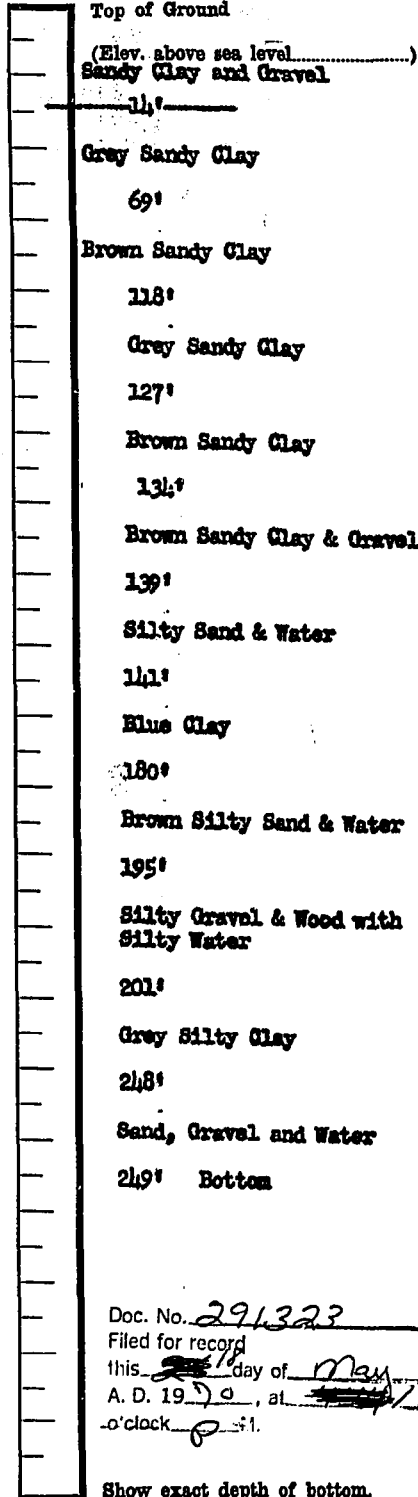 Top of Ground
(Elev. above sea level....................)
Sandy Clay and Gravel
14'
Grey Sandy Clay
69'
Brown Sandy Clay
118'
Grey Sandy Clay
127'
Brown Sandy Clay
134'
Brown Sandy Clay & Gravel
139'
Silty Sand & Water
141'
Blue Clay
180'
Brown Silty Sand & Water
195'
Silty Gravel & Wood with
Silty Water
201'
Grey Silty Clay
248'
Sand, Gravel and Water
249' Bottom
Doc. No. 291323
Filed for record
this 18 day of May
A. D. 1970, at
o'clock P
Show exact depth of bottom.